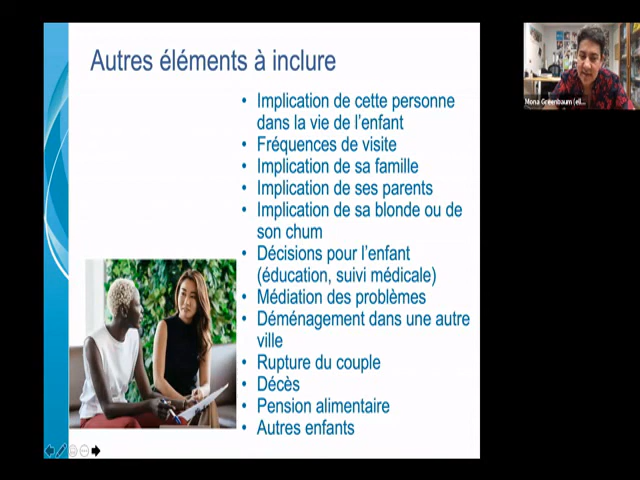 Autres éléments à inclure
• Implication de cette personne
dans la vie de l'enfant
• Fréquences de visite
• Implication de sa famille
• Implication de ses parents
• Implication de sa blonde ou de
son chum
• Décisions pour l'enfant
(éducation, suivi médicale)
• Médiation des problèmes
• Déménagement dans une autre
ville
• Rupture du couple
• Décès
• Pension alimentaire
• Autres enfants
Mona Greenbaum (ell...